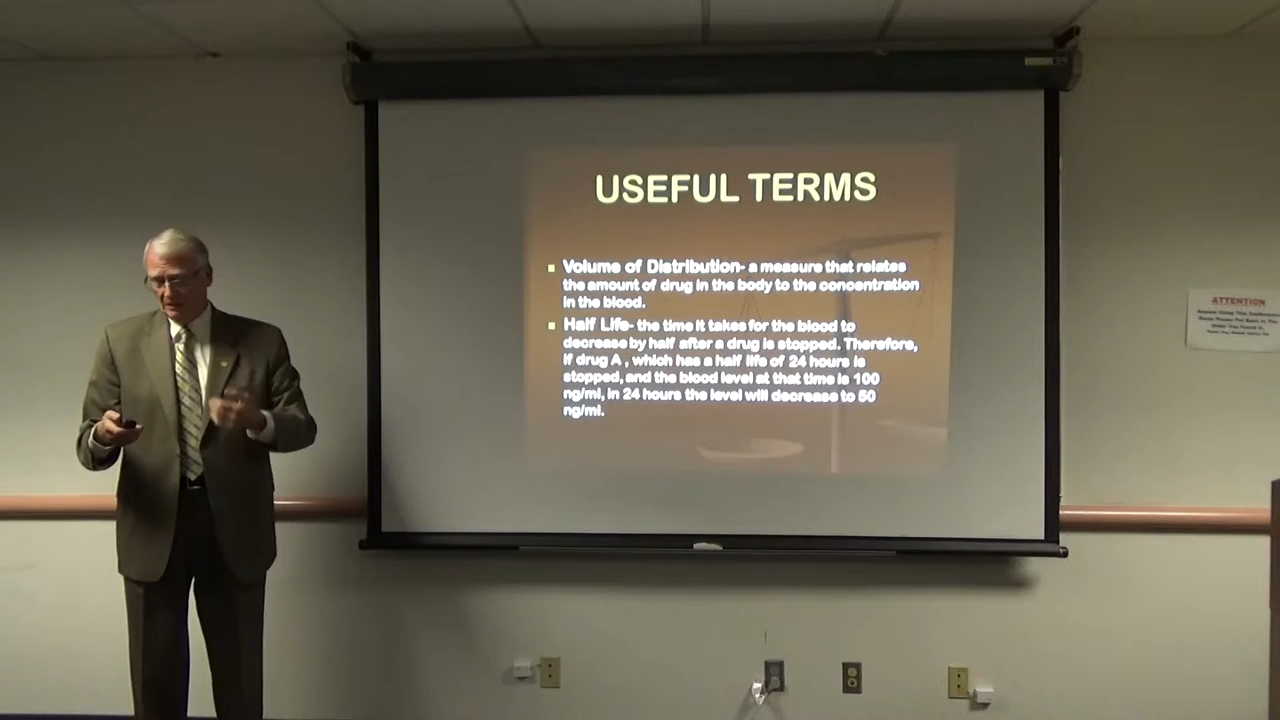 USEFUL TERMS
Volume of Distribution- a measure that relates
the amount of drug in the body to the concentration
in the blood.
Half Life- the time it takes for the blood to
decrease by half after a drug is stopped. Therefore,
if drug A , which has a half life of 24 hours is
stopped, and the blood level at that time is 100
ng/ml, in 24 hours the level will decrease to 50
ng/ml.
ATTENTION